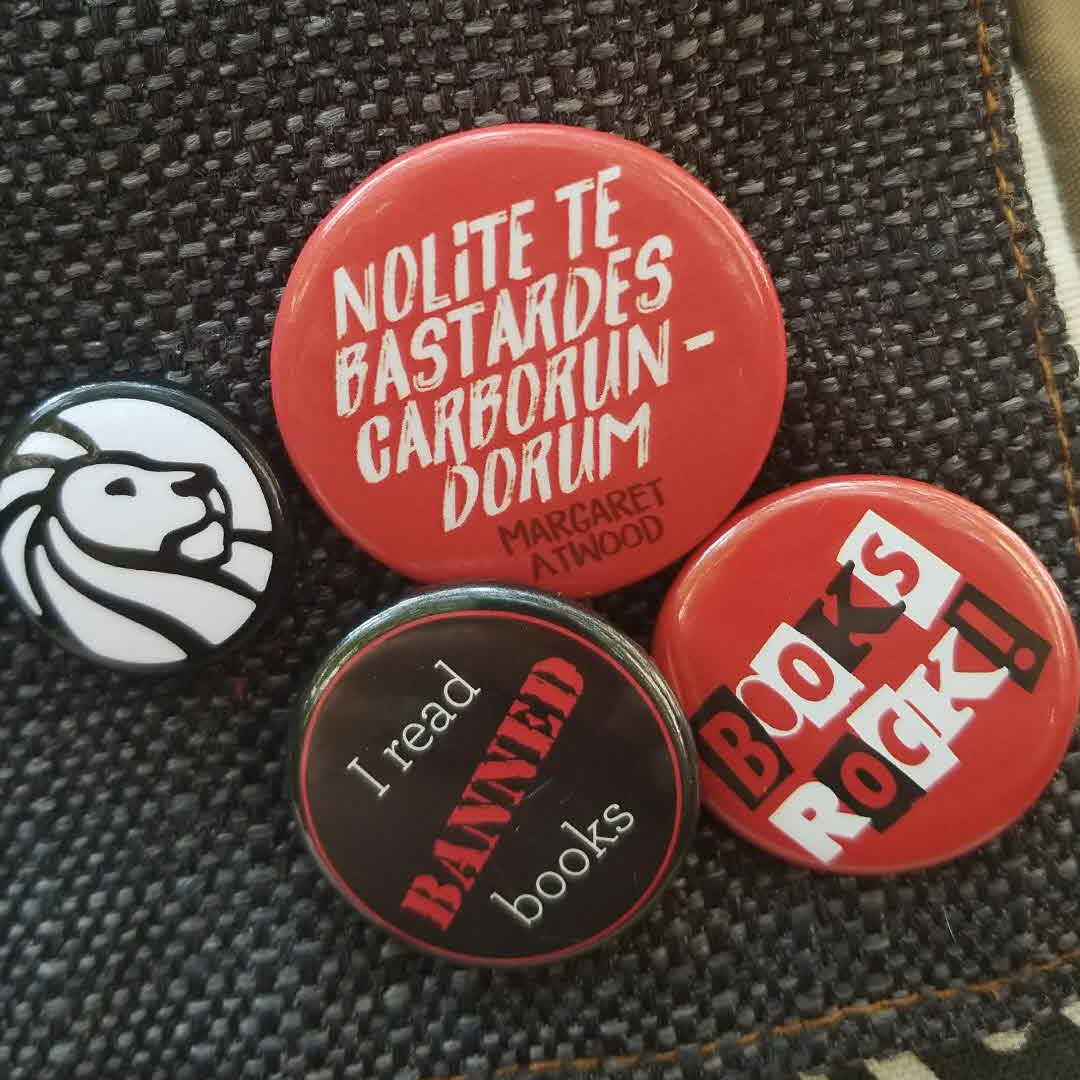 NOLiTE TE
BASTARDES
CARBORUN-
DORUM
MARGARET
ATWOOD
I read
BANNED
books
BOOKS
ROCK!